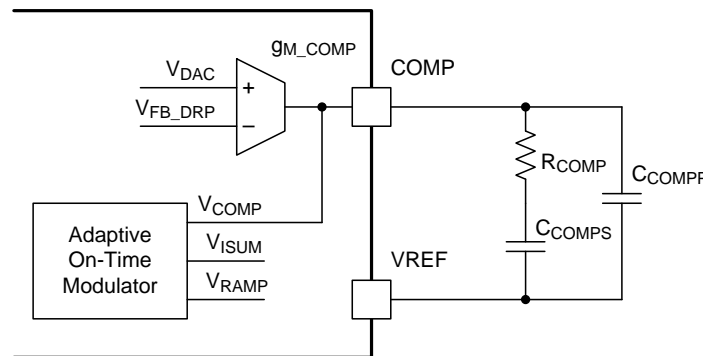 gM_COMP
COMP
VDAC
+
VFB_DRP
−
RCOMP
CCOMPP
VCOMP
CCOMPS
Adaptive
On-Time
Modulator
VISUM
VREF
VRAMP